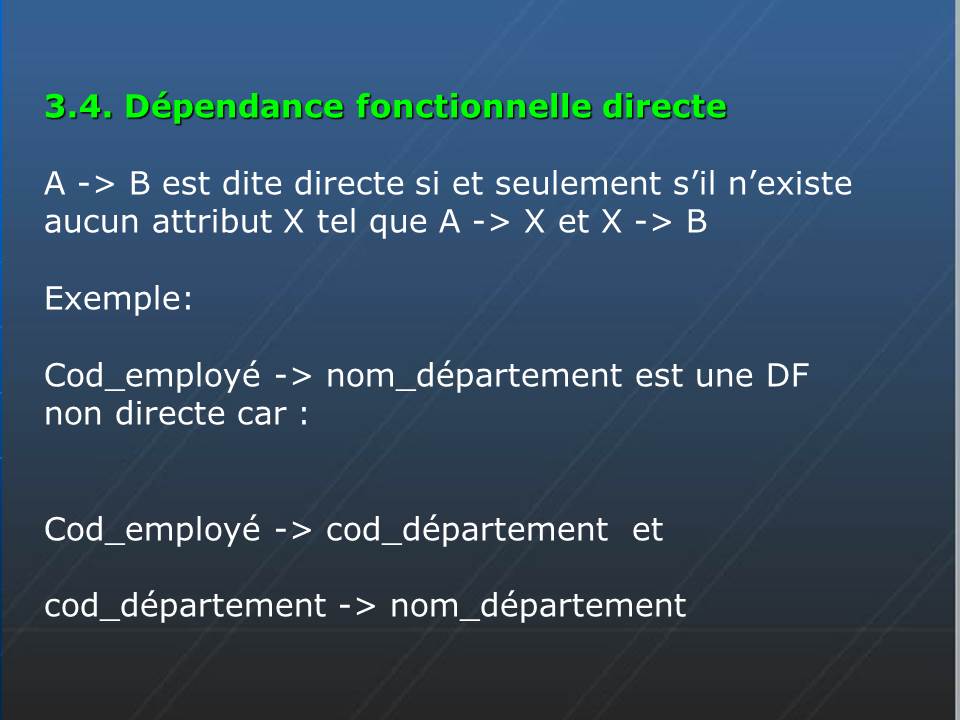 3.4. Dépendance fonctionnelle directe
A -> B est dite directe si et seulement s’il n’existe
aucun attribut X tel que A -> X et X -> B
Exemple:
Cod_employé -> nom_département est une DF
non directe car :
Cod_employé -> cod_département  et
cod_département -> nom_département